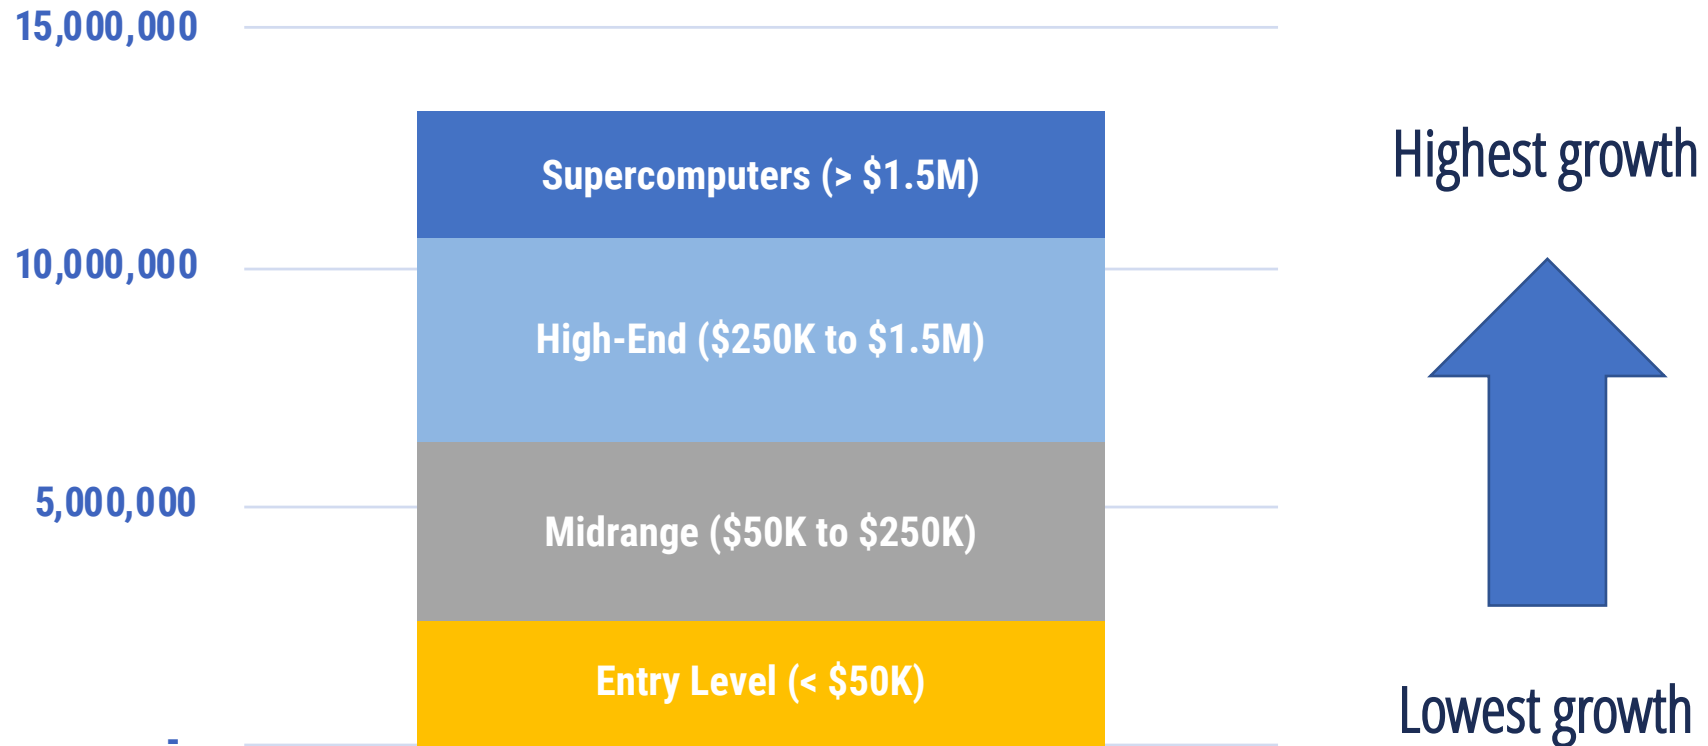 15,000,000
Supercomputers (> $1.5M)
Highest growth
10,000,000
High-End ($250K to $1.5M)
5,000,000
Midrange ($50K to $250K)
Entry Level (< $50K)
Lowest growth
-